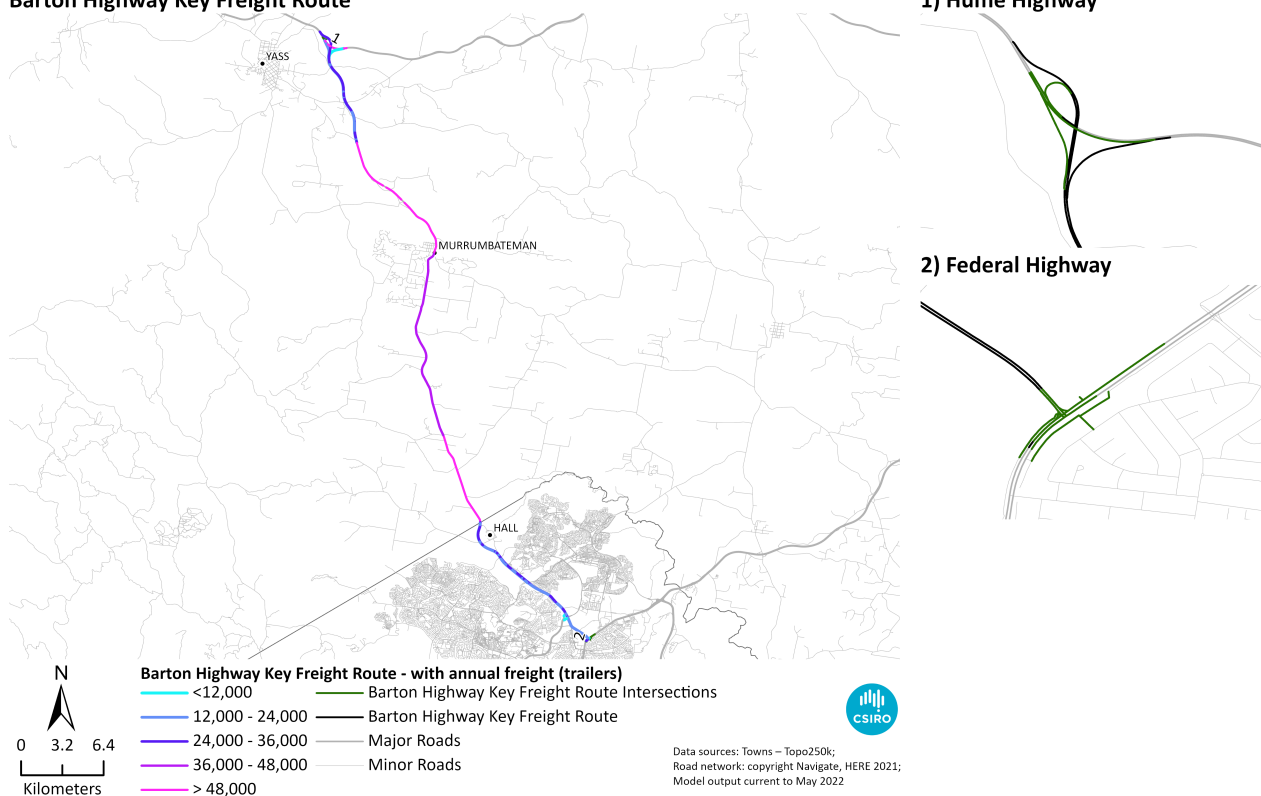 Barton Highway Key Freight Route
1) Hume Highway
1
YASS
MURRUMBATEMAN
2) Federal Highway
HALL
2
N
0 3.2 6.4
Kilometers
Barton Highway Key Freight Route - with annual freight (trailers)
<12,000
12,000 - 24,000
24,000 - 36,000
36,000 - 48,000
> 48,000
Barton Highway Key Freight Route Intersections
Barton Highway Key Freight Route
Major Roads
Minor Roads
CSIRO
Data sources: Towns – Topo250k;
Road network: copyright Navigate, HERE 2021;
Model output current to May 2022